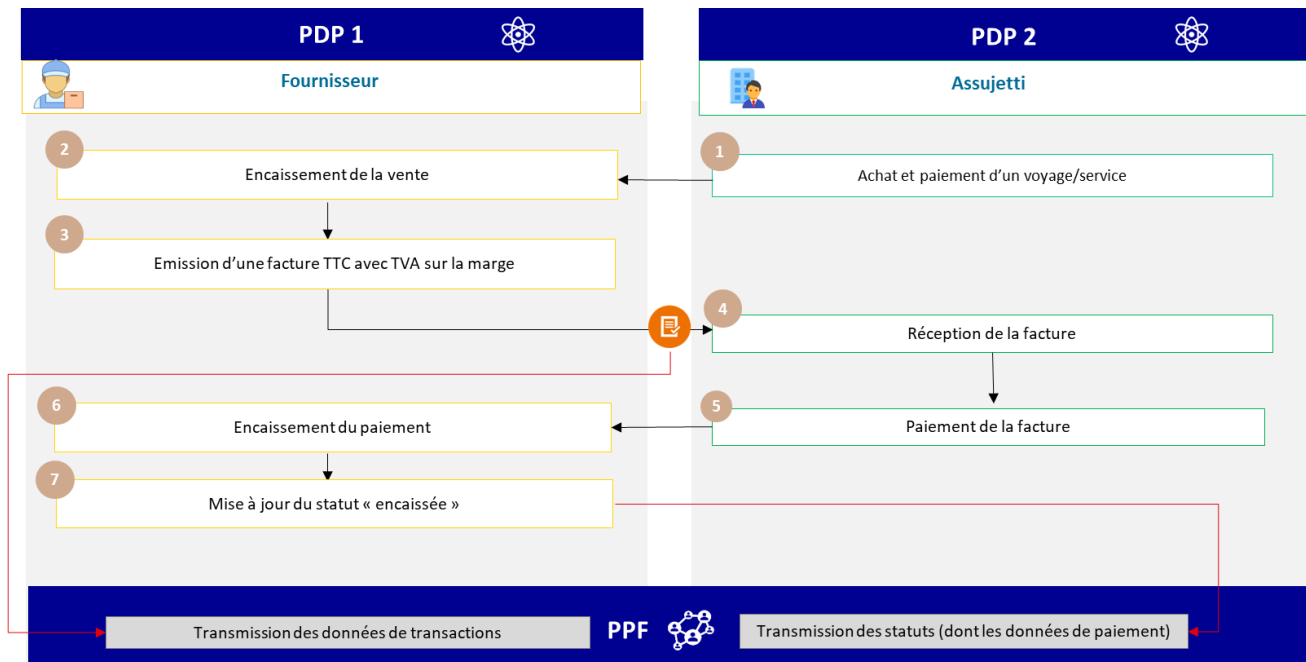 PDP 1
PDP 2
Fournisseur
Assujetti
2
Encaissement de la vente
1
Achat et paiement d’un voyage/service
3
Emission d’une facture TTC avec TVA sur la marge
4
Réception de la facture
6
Encaissement du paiement
5
Paiement de la facture
7
Mise à jour du statut « encaissée »
Transmission des données de transactions
PPF
Transmission des statuts (dont les données de paiement)